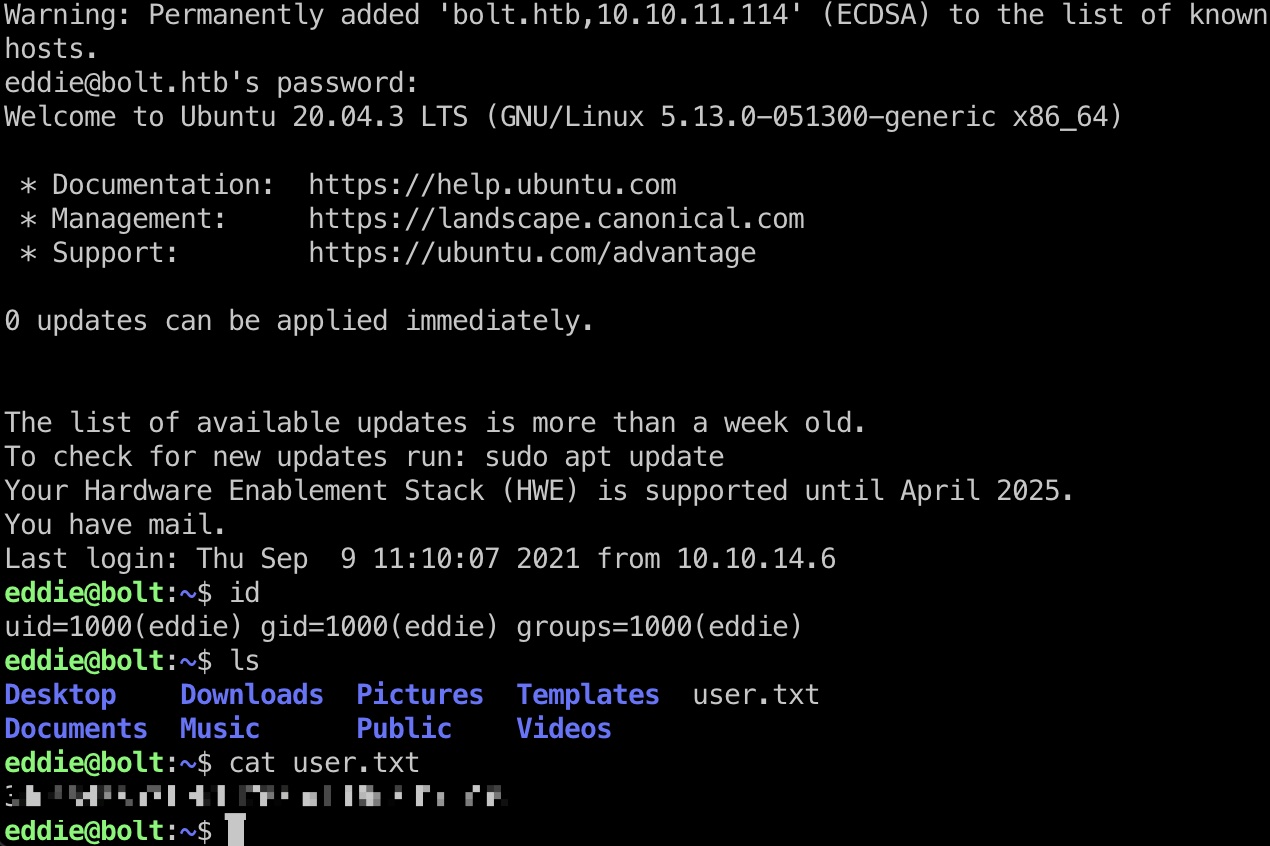 Warning: Permanently added 'bolt.htb,10.10.11.114' (ECDSA) to the list of known
hosts.
eddie@bolt.htb's password:
Welcome to Ubuntu 20.04.3 LTS (GNU/Linux 5.13.0-051300-generic x86_64)
* Documentation:  https://help.ubuntu.com
* Management:     https://landscape.canonical.com
* Support:        https://ubuntu.com/advantage
0 updates can be applied immediately.
The list of available updates is more than a week old.
To check for new updates run: sudo apt update
Your Hardware Enablement Stack (HWE) is supported until April 2025.
You have mail.
Last login: Thu Sep  9 11:10:07 2021 from 10.10.14.6
eddie@bolt:~$ id
uid=1000(eddie) gid=1000(eddie) groups=1000(eddie)
eddie@bolt:~$ ls
Desktop    Downloads  Pictures  Templates  user.txt
Documents  Music      Public    Videos
eddie@bolt:~$ cat user.txt
eddie@bolt:~$